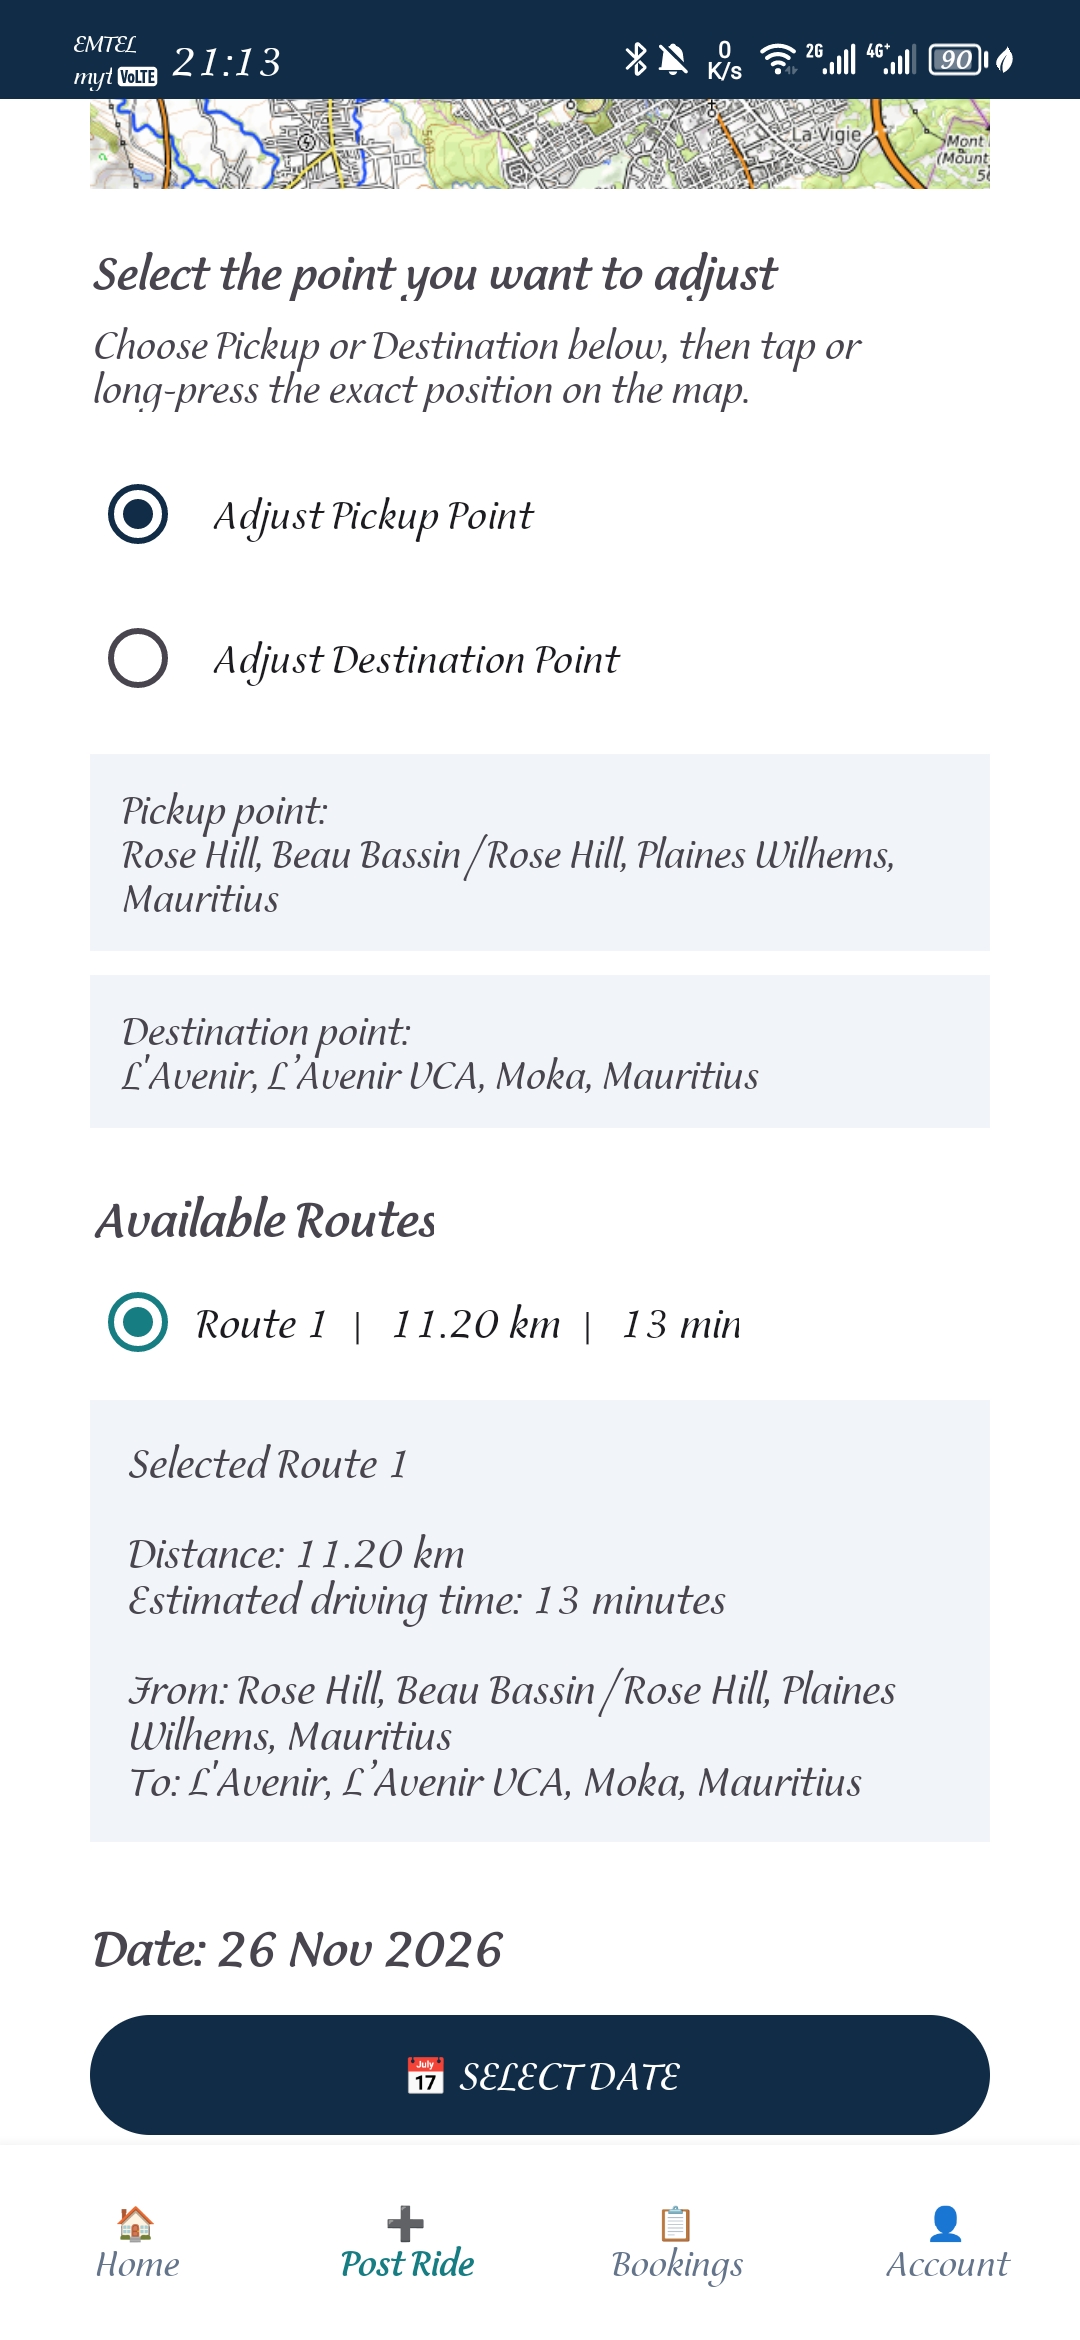 EMTEL
myt VoLTE
21:13
0
K/s
2G
4G+
90
La Vigie
Mont
(Mount
Select the point you want to adjust
Choose Pickup or Destination below, then tap or
long-press the exact position on the map.
Adjust Pickup Point
Adjust Destination Point
Pickup point:
Rose Hill, Beau Bassin/Rose Hill, Plaines Wilhems,
Mauritius
Destination point:
L'Avenir, L’Avenir VCA, Moka, Mauritius
Available Routes
Route 1 | 11.20 km | 13 min
Selected Route 1
Distance: 11.20 km
Estimated driving time: 13 minutes
From: Rose Hill, Beau Bassin/Rose Hill, Plaines
Wilhems, Mauritius
To: L'Avenir, L’Avenir VCA, Moka, Mauritius
Date: 26 Nov 2026
July
17
SELECT DATE
Home
Post Ride
Bookings
Account